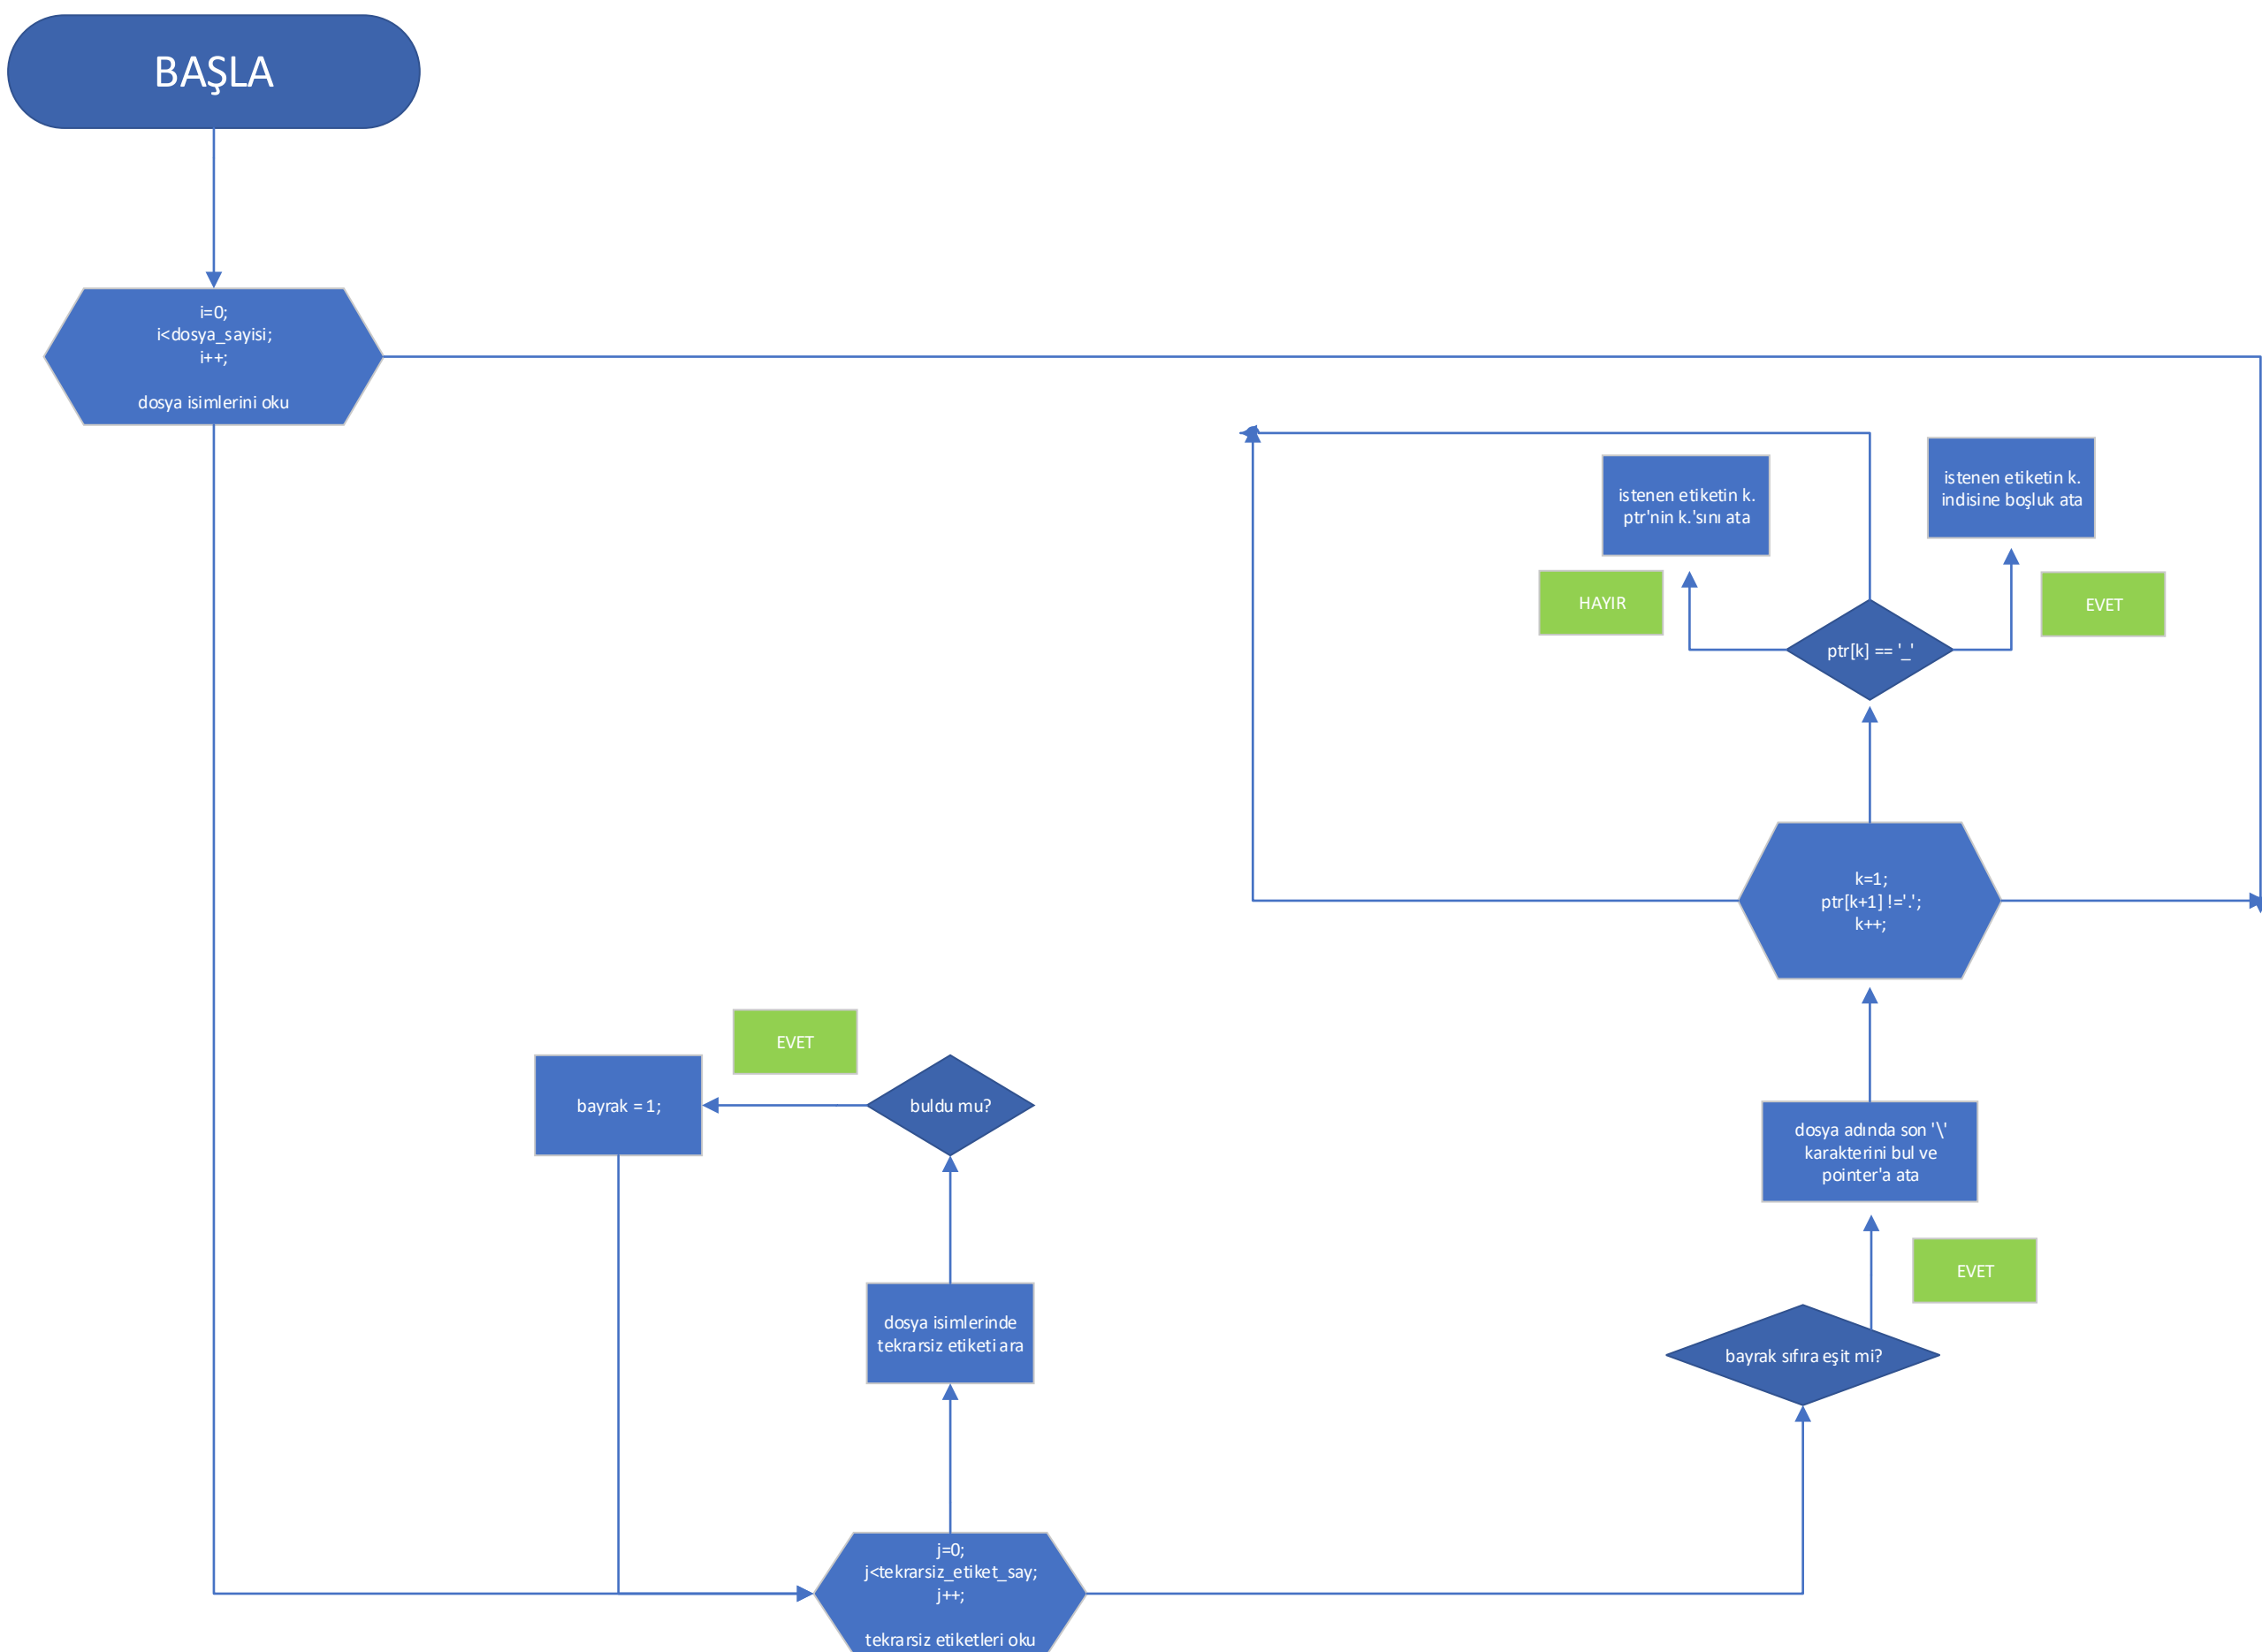 BAŞLA
i=0;
i<dosya_sayisi;
i++;
dosya isimlerini oku
istenen etiketin k.
ptr'nin k.'sını ata
istenen etiketin k.
indisine boşluk ata
HAYIR
EVET
ptr[k] == '_'
k=1;
ptr[k+1] !='.';
k++;
EVET
bayrak = 1;
buldu mu?
dosya adında son '\'
karakterini bul ve
pointer'a ata
EVET
dosya isimlerinde
tekrarsiz etiketi ara
bayrak sıfıra eşit mi?
j=0;
j<tekrarsiz_etiket_say;
j++;
tekrarsiz etiketleri oku